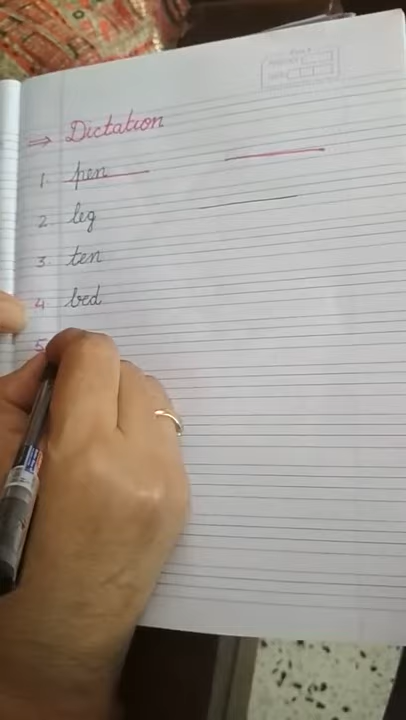 ⇒ Dictation
1. pen
2. leg
3. ten
4. bed
5